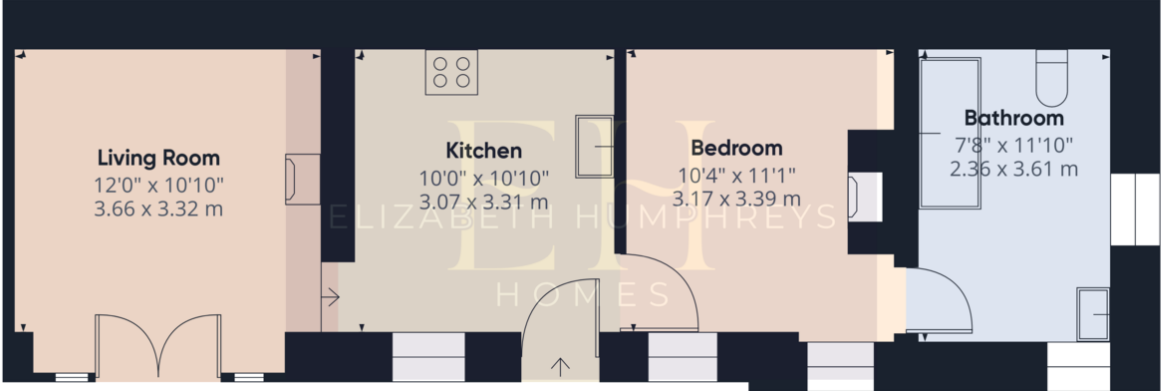 Living Room
12'0" x 10'10"
3.66 x 3.32 m
Kitchen
10'0" x 10'10"
3.07 x 3.31 m
Bedroom
10'4" x 11'1"
3.17 x 3.39 m
Bathroom
7'8" x 11'10"
2.36 x 3.61 m
EH
ELIZABETH HUMPHREYS
HOMES